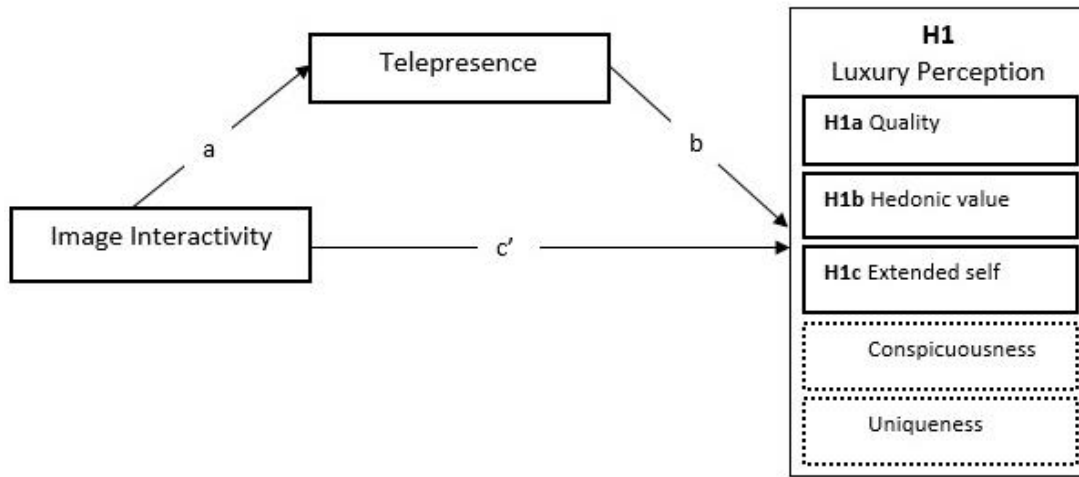 Telepresence
a
b
Image Interactivity
c’
H1
Luxury Perception
H1a Quality
H1b Hedonic value
H1c Extended self
Conspicuousness
Uniqueness